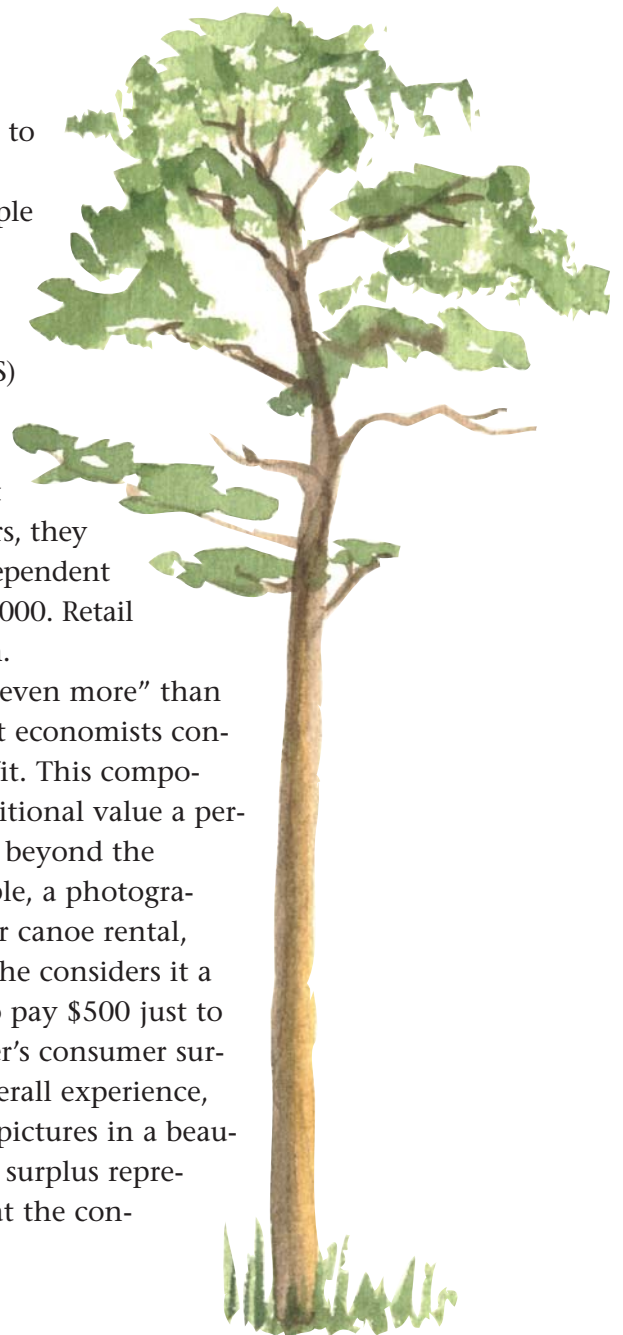 to
ple
S)
rs, they
ependent
000. Retail
.
even more” than
t economists con-
fit. This compo-
itional value a per-
beyond the
ple, a photogra-
r canoe rental,
he considers it a
o pay $500 just to
er’s consumer sur-
erall experience,
pictures in a beau-
surplus repre-
at the con-